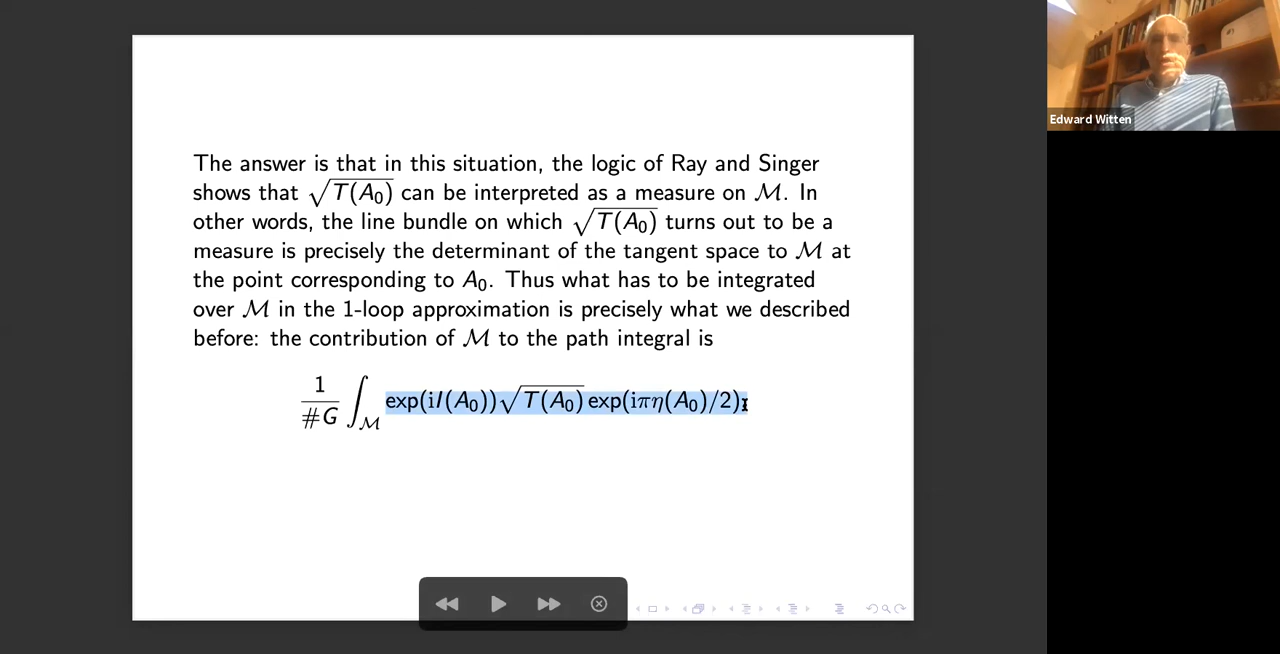 The answer is that in this situation, the logic of Ray and Singer
shows that √T(A₀) can be interpreted as a measure on ℳ. In
other words, the line bundle on which √T(A₀) turns out to be a
measure is precisely the determinant of the tangent space to ℳ at
the point corresponding to A₀. Thus what has to be integrated
over ℳ in the 1-loop approximation is precisely what we described
before: the contribution of ℳ to the path integral is
1/#G ∫_ℳ exp(iI(A₀))√T(A₀) exp(iπη(A₀)/2).
Edward Witten